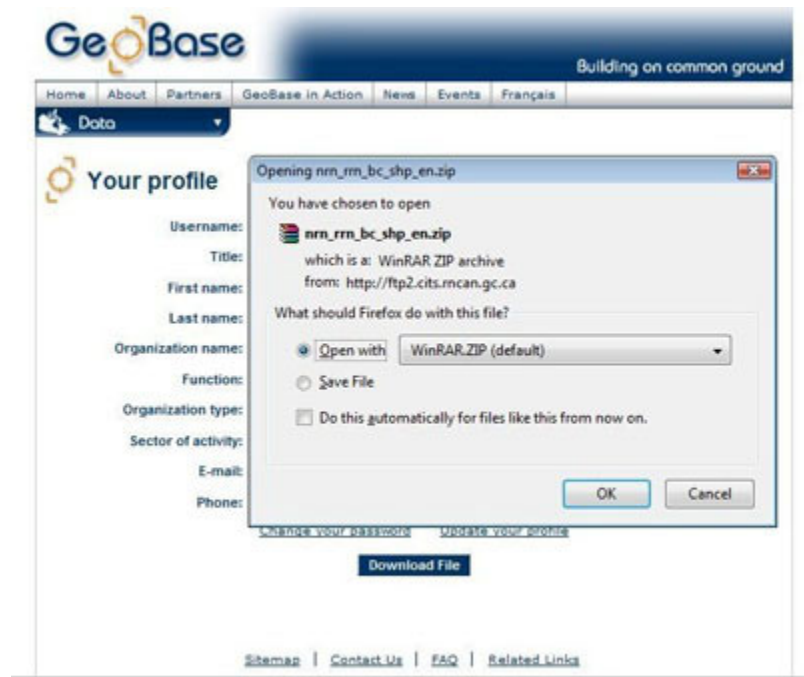 GeoBase
Building on common ground
Home About Partners GeoBase in Action News Events Français
Data
Your profile
Username:
Title:
First name:
Last name:
Organization name:
Function:
Organization type:
Sector of activity:
E-mail:
Phone:
Opening nrn_rrn_bc_shp_en.zip
You have chosen to open
nrn_rrn_bc_shp_en.zip
which is a: WinRAR ZIP archive
from: http://ftp2.cits.rncan.gc.ca
What should Firefox do with this file?
Open with WinRAR.ZIP (default)
Save File
Do this automatically for files like this from now on.
OK Cancel
Change your password Update your profile
Download File
Sitemap | Contact Us | FAQ | Related Links